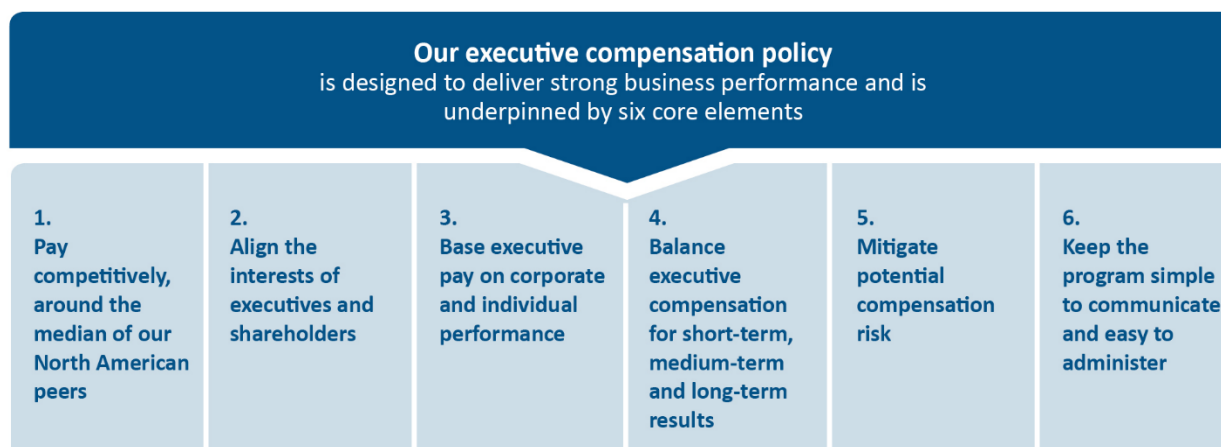 Our executive compensation policy
is designed to deliver strong business performance and is
underpinned by six core elements
1.
Pay
competitively,
around the
median of our
North American
peers
2.
Align the
interests of
executives and
shareholders
3.
Base executive
pay on corporate
and individual
performance
4.
Balance
executive
compensation
for short-term,
medium-term
and long-term
results
5.
Mitigate
potential
compensation
risk
6.
Keep the
program simple
to communicate
and easy to
administer